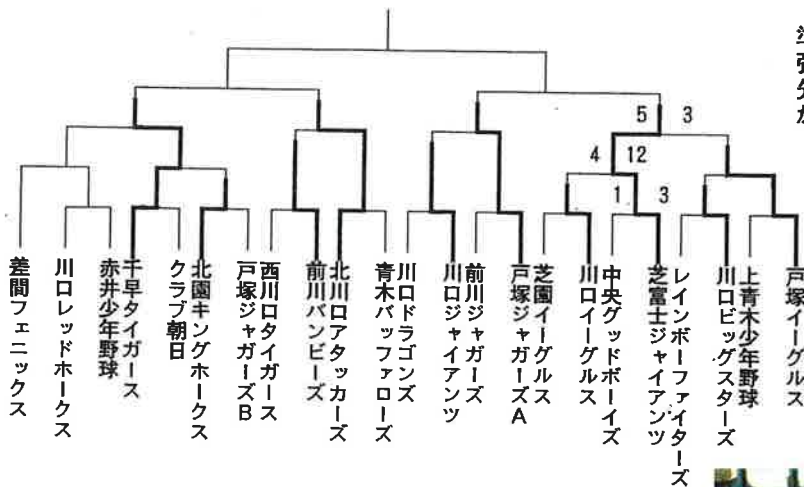 5 3
4 12
1 3
差間フェニックス
川口レッドホークス
赤井少年野球
千早タイガース
クラブ朝日
北園キングホークス
戸塚ジャガーズB
西川口タイガース
前川バンビーズ
北川口アタッカーズ
青木バッファローズ
川口ドラゴンズ
川口ジャイアンツ
前川ジャガーズ
戸塚ジャガーズA
芝園イーグルス
川口イーグルス
中央グッドボーイズ
芝富士ジャイアンツ
レインボーファイターズ
川口ビッグスターズ
上青木少年野球
戸塚イーグルス